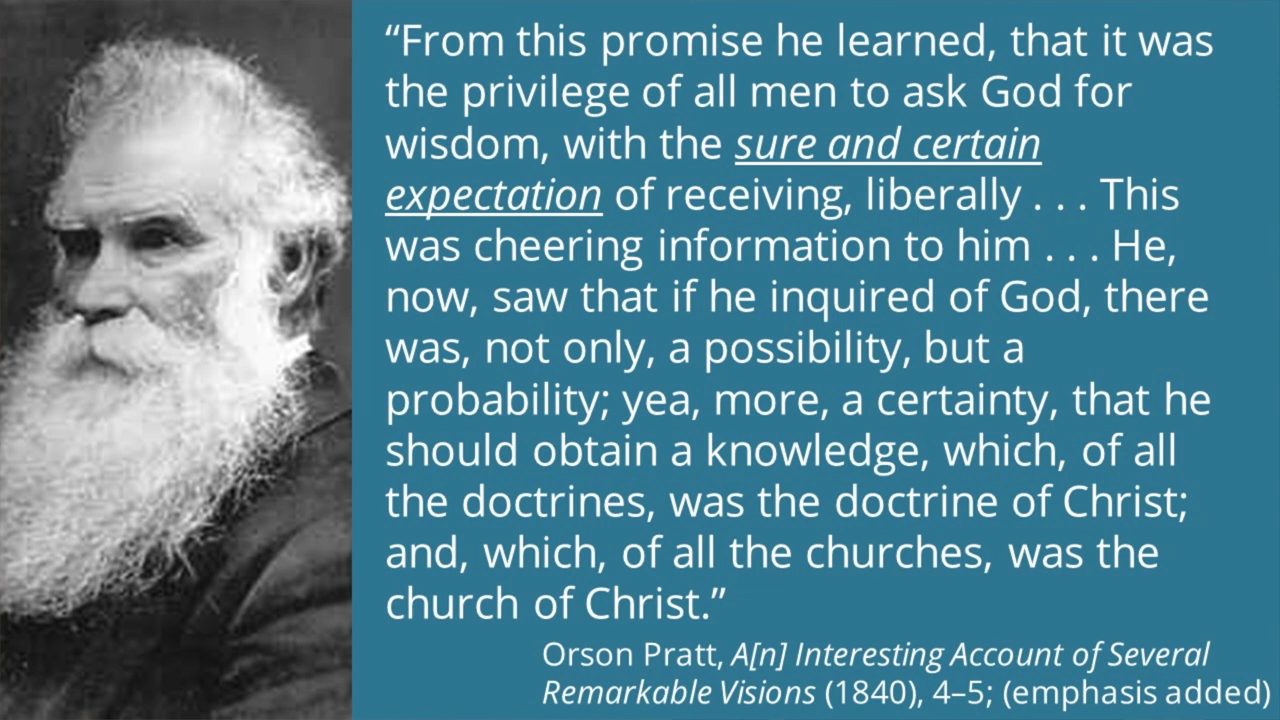 “From this promise he learned, that it was
the privilege of all men to ask God for
wisdom, with the sure and certain
expectation of receiving, liberally . . . This
was cheering information to him . . . He,
now, saw that if he inquired of God, there
was, not only, a possibility, but a
probability; yea, more, a certainty, that he
should obtain a knowledge, which, of all
the doctrines, was the doctrine of Christ;
and, which, of all the churches, was the
church of Christ.”
Orson Pratt, A[n] Interesting Account of Several
Remarkable Visions (1840), 4–5; (emphasis added)